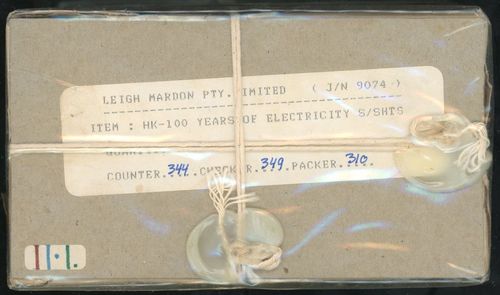 LEIGH MARDON PTY. LIMITED ( J/N 9074 )
ITEM : HK-100 YEARS OF ELECTRICITY S/SHTS
COUNTER.344....CHECKER.349.PACKER.310....